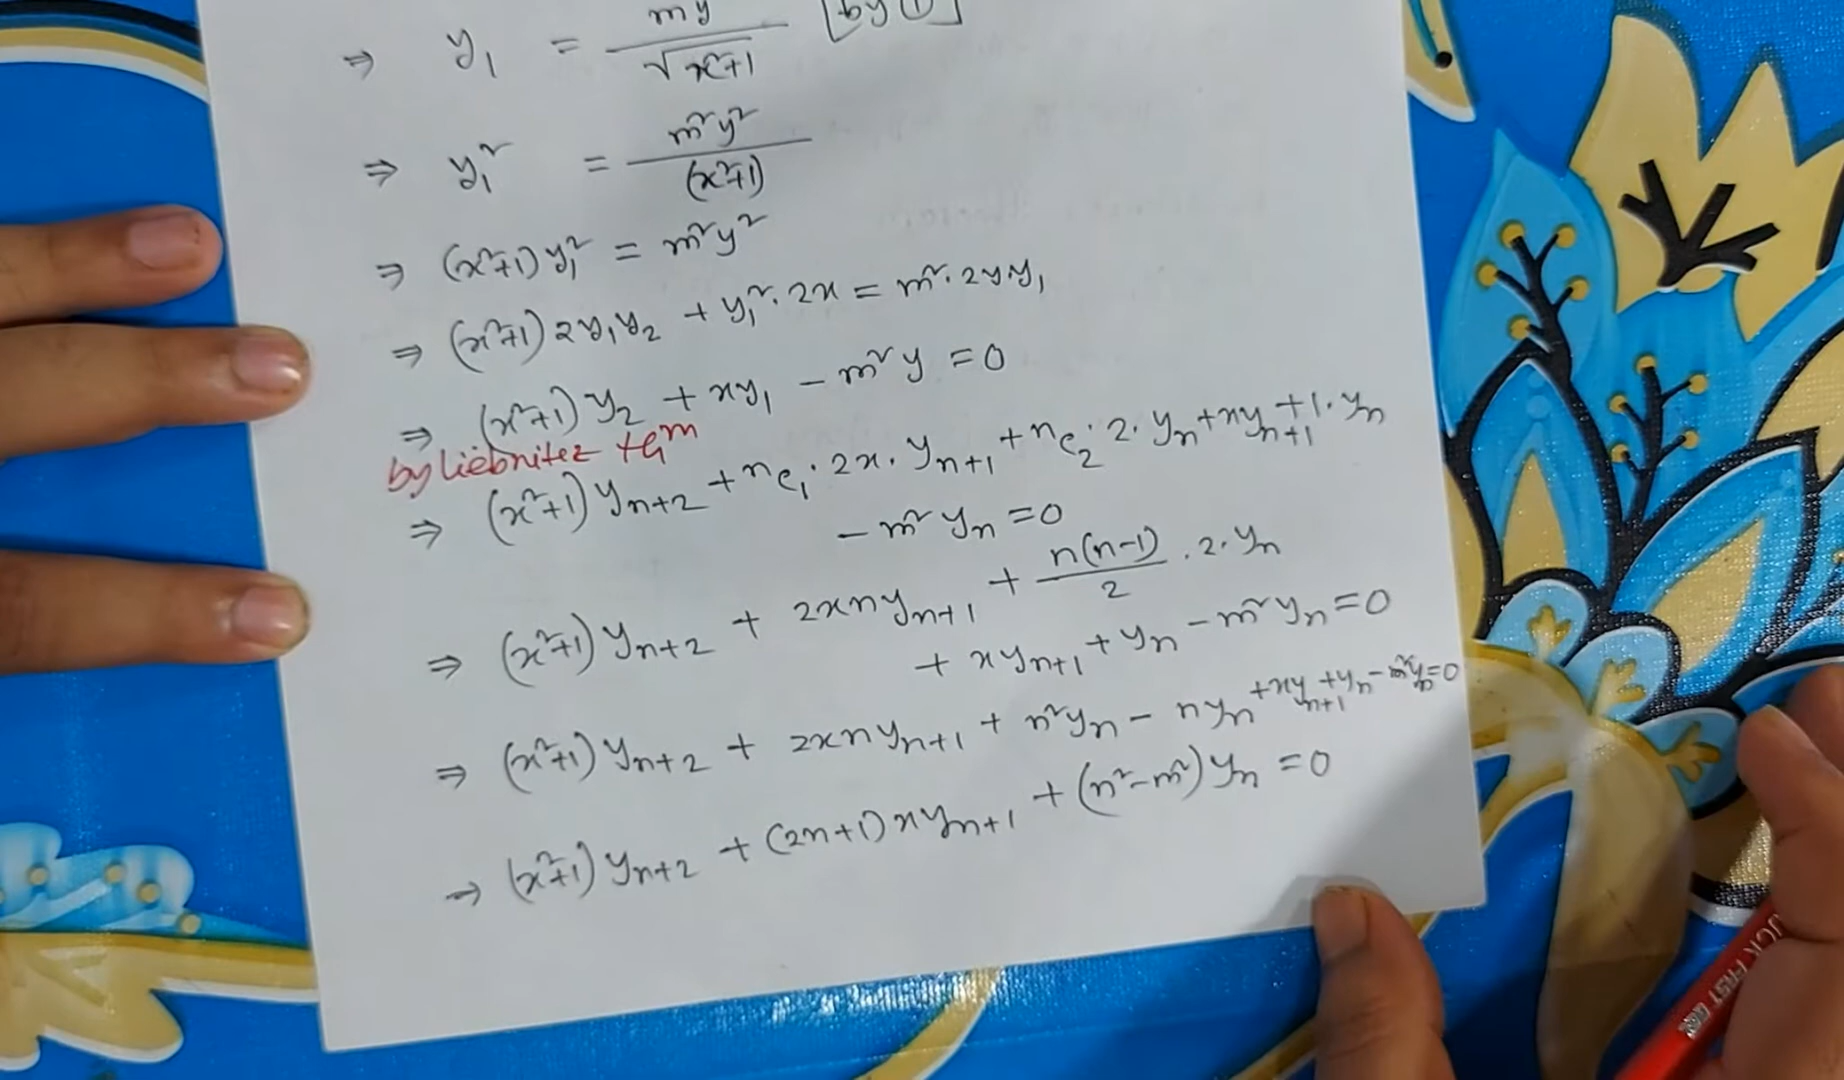 ⇒ y₁ = my/√x²+1 [by ①]
⇒ y₁² = m²y²/(x²+1)
⇒ (x²+1)y₁² = m²y²
⇒ (x²+1)2y₁y₂ + y₁².2x = m².2y.y₁
⇒ (x²+1)y₂ + xy₁ - m²y = 0
by Liebnitez th^m
⇒ (x²+1)yₙ₊₂ + ⁿc₁.2x.yₙ₊₁ + ⁿc₂.2.yₙ + xyₙ₊₁ + 1.yₙ
- m²yₙ = 0
⇒ (x²+1)yₙ₊₂ + 2xnyₙ₊₁ + n(n-1)/2 .2.yₙ
+ xyₙ₊₁ + yₙ - m²yₙ = 0
⇒ (x²+1)yₙ₊₂ + 2xnyₙ₊₁ + n²yₙ - nyₙ + xyₙ₊₁ + yₙ - m²yₙ = 0
⇒ (x²+1)yₙ₊₂ + (2n+1)xyₙ₊₁ + (n²-m²)yₙ = 0